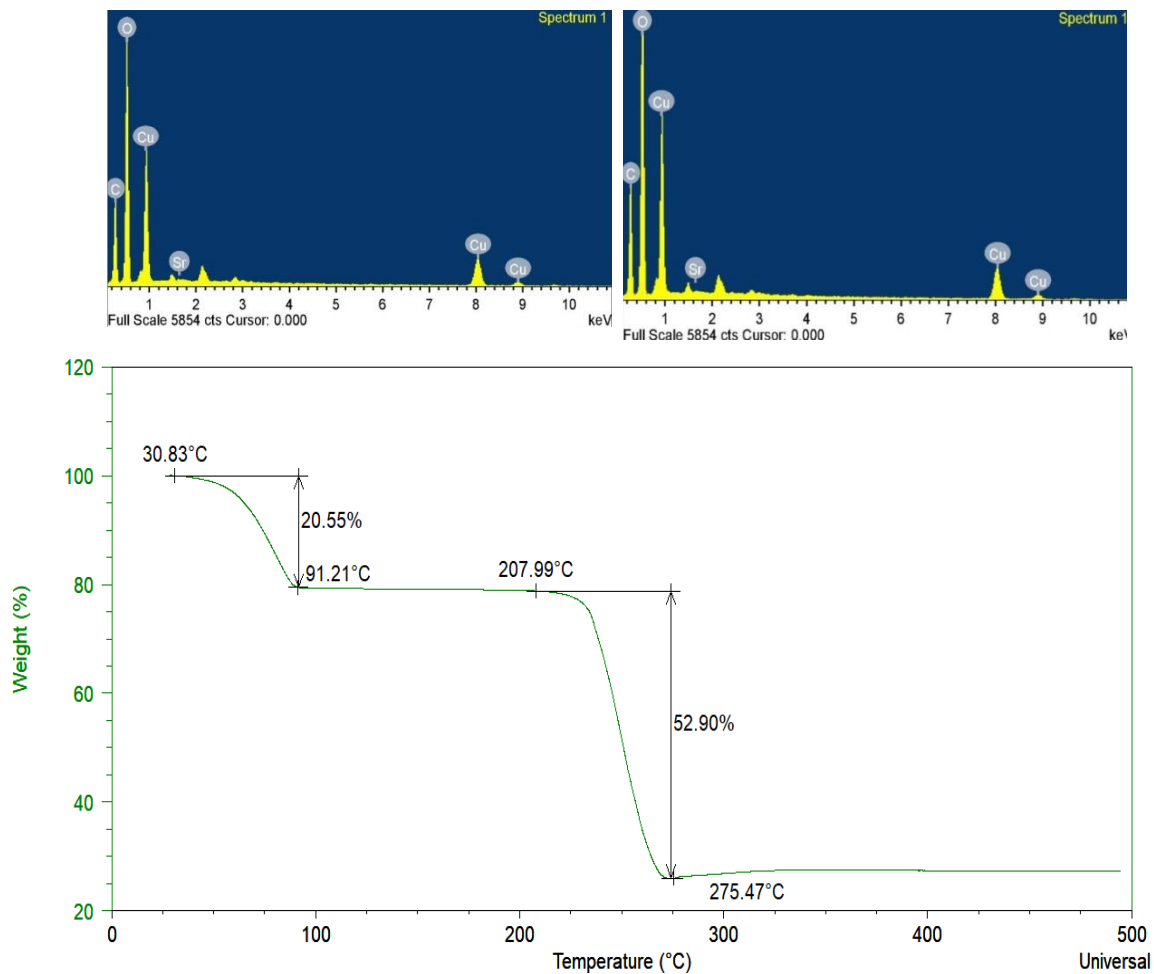 Spectrum 1
O
Cu
C
Sr
Cu
Cu
1 2 3 4 5 6 7 8 9 10
Full Scale 5854 cts Cursor: 0.000 keV
Spectrum 1
O
Cu
C
Sr
Cu
Cu
1 2 3 4 5 6 7 8 9 10
Full Scale 5854 cts Cursor: 0.000 keV
120
100
80
60
40
20
Weight (%)
30.83°C
20.55%
91.21°C
207.99°C
52.90%
275.47°C
0 100 200 300 400 500
Temperature (°C)
Universal